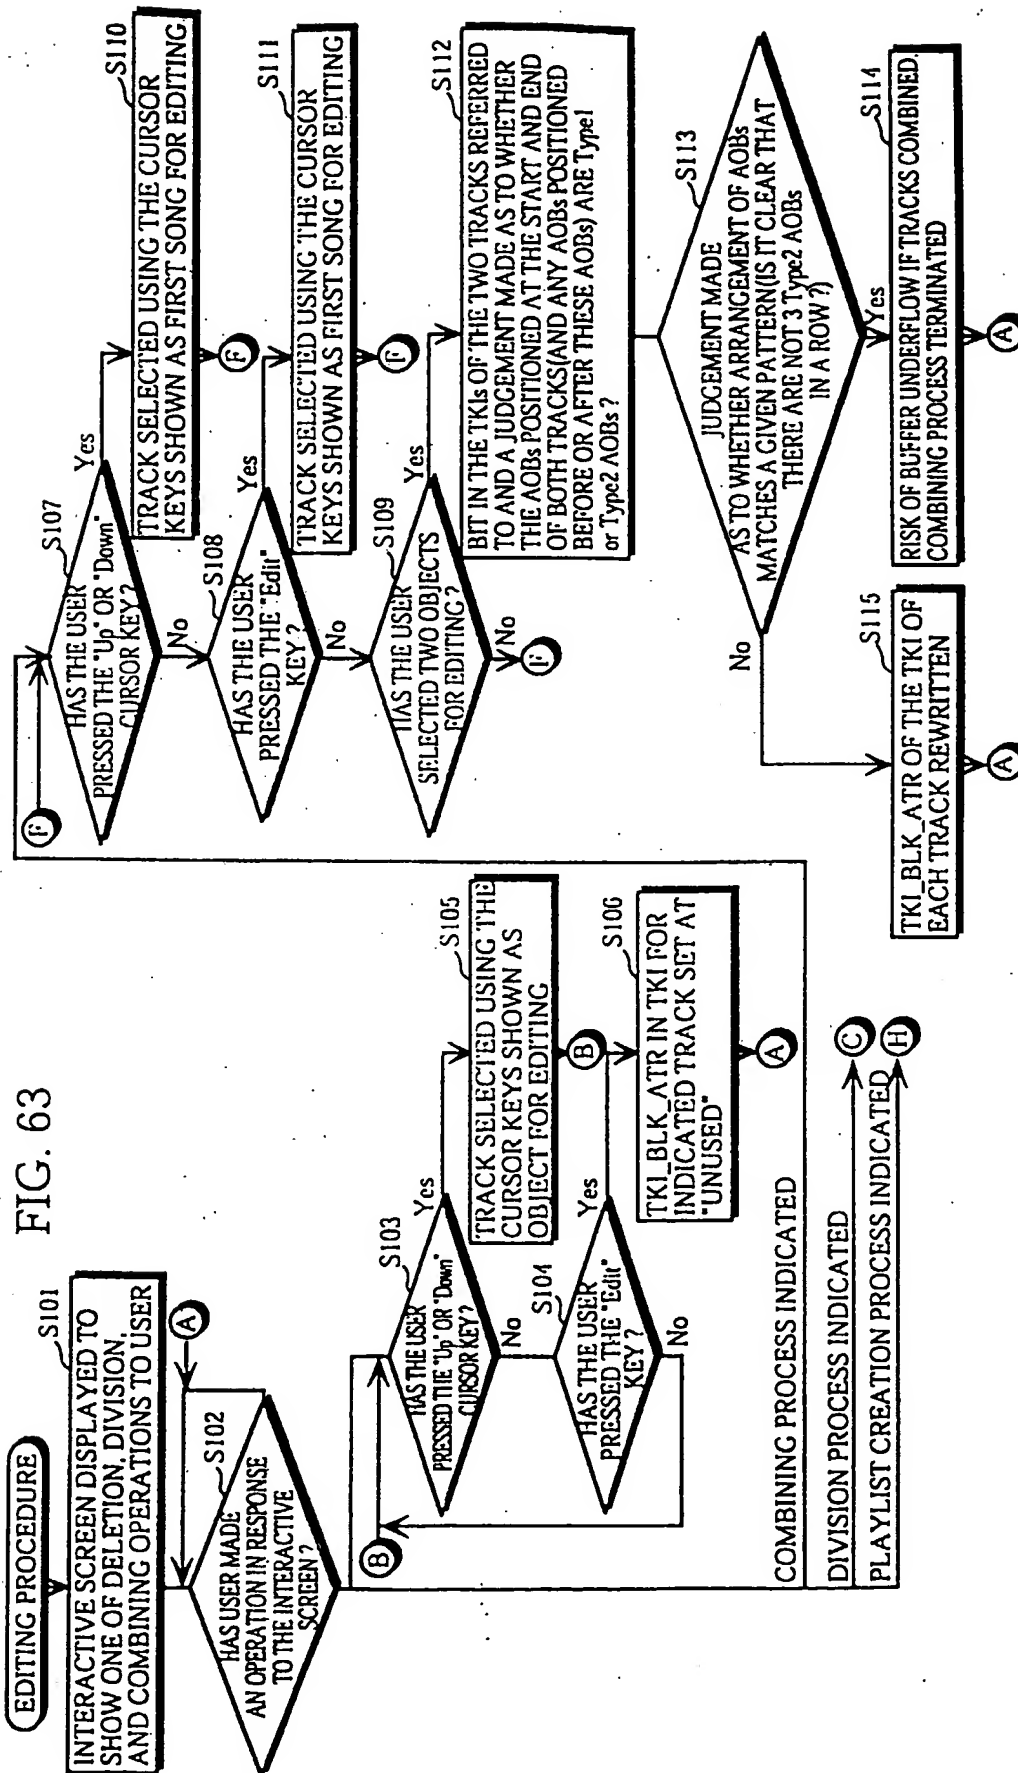 FIG. 63
EDITING PROCEDURE
S101
INTERACTIVE SCREEN DISPLAYED TO
SHOW ONE OF DELETION, DIVISION,
AND COMBINING OPERATIONS TO USER
A
S102
HAS USER MADE
AN OPERATION IN RESPONSE
TO THE INTERACTIVE
SCREEN ?
B
S103
HAS THE USER
PRESSED THE "Up" OR "Down"
CURSOR KEY?
Yes
No
S104
HAS THE USER
PRESSED THE "Edit"
KEY ?
Yes
No
S105
TRACK SELECTED USING THE
CURSOR KEYS SHOWN AS
OBJECT FOR EDITING
B
S106
TKI_BLK_ATR IN TKI FOR
INDICATED TRACK SET AT
"UNUSED"
A
COMBINING PROCESS INDICATED
DIVISION PROCESS INDICATED
C
PLAYLIST CREATION PROCESS INDICATED
H
F
S107
HAS THE USER
PRESSED THE "Up" OR "Down"
CURSOR KEY ?
Yes
No
S110
TRACK SELECTED USING THE CURSOR
KEYS SHOWN AS FIRST SONG FOR EDITING
F
S108
HAS THE USER
PRESSED THE "Edit"
KEY ?
Yes
No
S111
TRACK SELECTED USING THE CURSOR
KEYS SHOWN AS FIRST SONG FOR EDITING
F
S109
HAS THE USER
SELECTED TWO OBJECTS
FOR EDITING ?
Yes
No
F
S112
BIT IN THE TKIs OF THE TWO TRACKS REFERRED
TO AND A JUDGEMENT MADE AS TO WHETHER
THE AOBs POSITIONED AT THE START AND END
OF BOTH TRACKS(AND ANY AOBs POSITIONED
BEFORE OR AFTER THESE AOBs) ARE Type1
or Type2 AOBs ?
S113
JUDGEMENT MADE
AS TO WHETHER ARRANGEMENT OF AOBs
MATCHES A GIVEN PATTERN(IS IT CLEAR THAT
THERE ARE NOT 3 Type2 AOBs
IN A ROW ?)
No
Yes
S114
RISK OF BUFFER UNDERFLOW IF TRACKS COMBINED.
COMBINING PROCESS TERMINATED
A
S115
TKI_BLK_ATR OF THE TKI OF
EACH TRACK REWRITTEN
A